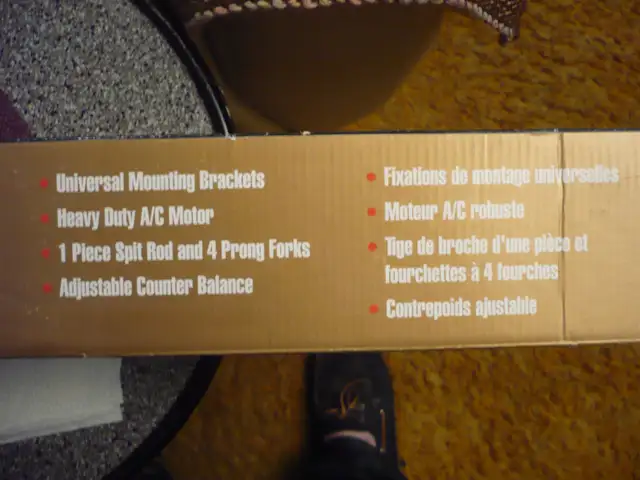 Universal Mounting Brackets
Heavy Duty A/C Motor
1 Piece Spit Rod and 4 Prong Forks
Adjustable Counter Balance
Fixations de montage universelles
Moteur A/C robuste
Tige de broche d'une pièce et
fourchettes à 4 fourches
Contrepoids ajustable